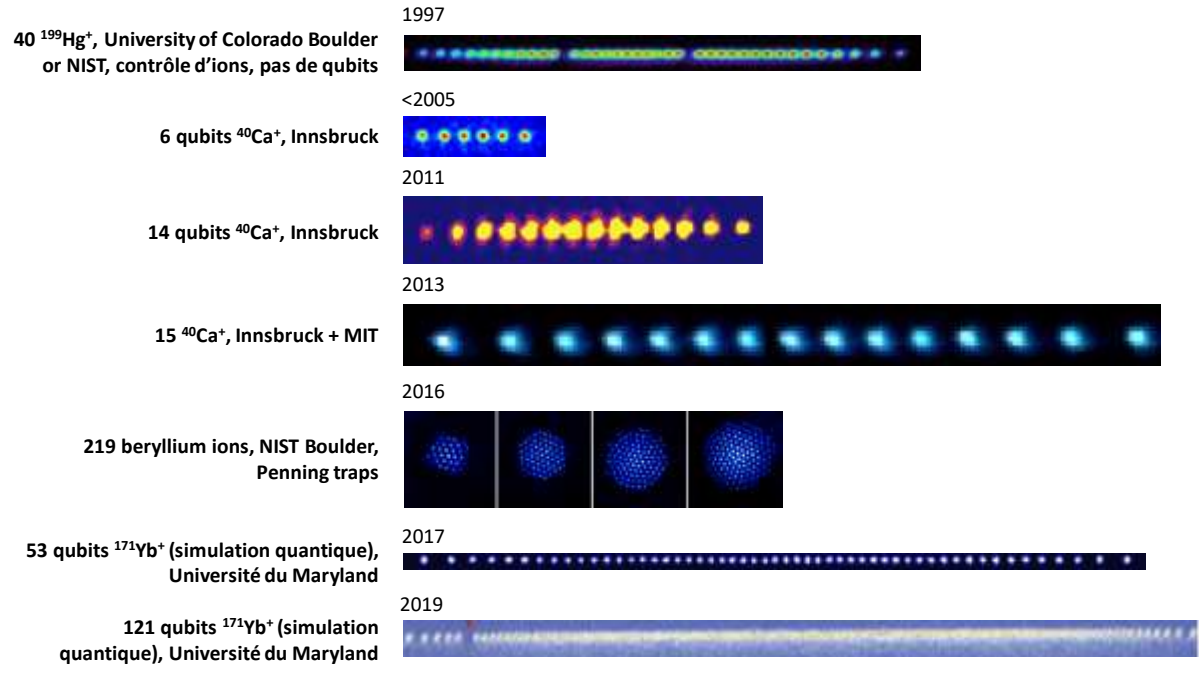 1997
40 ¹⁹⁹Hg⁺, University of Colorado Boulder
or NIST, contrôle d’ions, pas de qubits
<2005
6 qubits ⁴⁰Ca⁺, Innsbruck
2011
14 qubits ⁴⁰Ca⁺, Innsbruck
2013
15 ⁴⁰Ca⁺, Innsbruck + MIT
2016
219 beryllium ions, NIST Boulder,
Penning traps
2017
53 qubits ¹⁷¹Yb⁺ (simulation quantique),
Université du Maryland
2019
121 qubits ¹⁷¹Yb⁺ (simulation
quantique), Université du Maryland